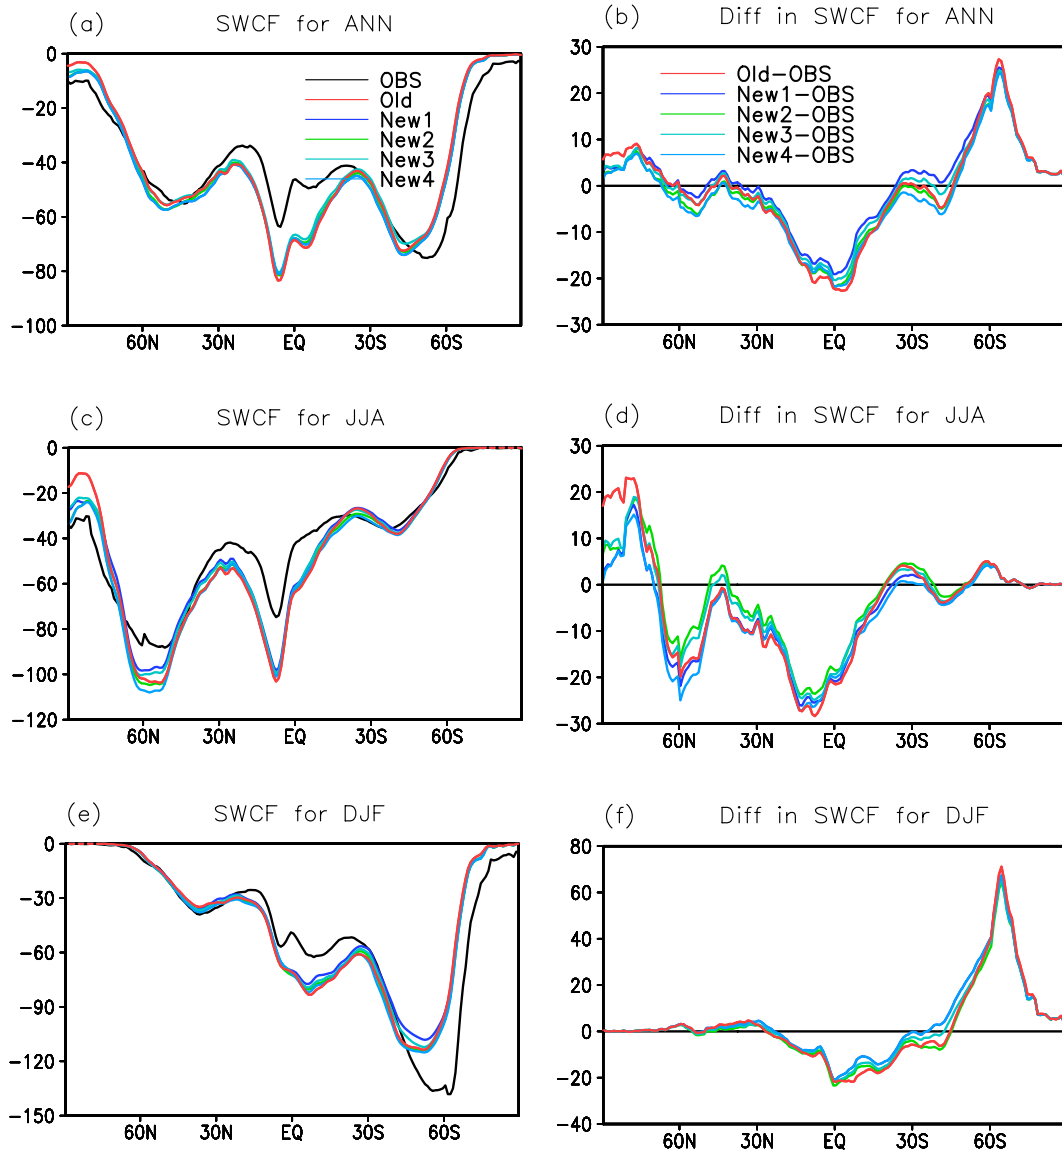 (a) SWCF for ANN
0
-20
-40
-60
-80
-100
60N 30N EQ 30S 60S
OBS
Old
New1
New2
New3
New4
(b) Diff in SWCF for ANN
30
20
10
0
-10
-20
-30
60N 30N EQ 30S 60S
Old-OBS
New1-OBS
New2-OBS
New3-OBS
New4-OBS
(c) SWCF for JJA
0
-20
-40
-60
-80
-100
-120
60N 30N EQ 30S 60S
(d) Diff in SWCF for JJA
30
20
10
0
-10
-20
-30
60N 30N EQ 30S 60S
(e) SWCF for DJF
0
-30
-60
-90
-120
-150
60N 30N EQ 30S 60S
(f) Diff in SWCF for DJF
80
60
40
20
0
-20
-40
60N 30N EQ 30S 60S